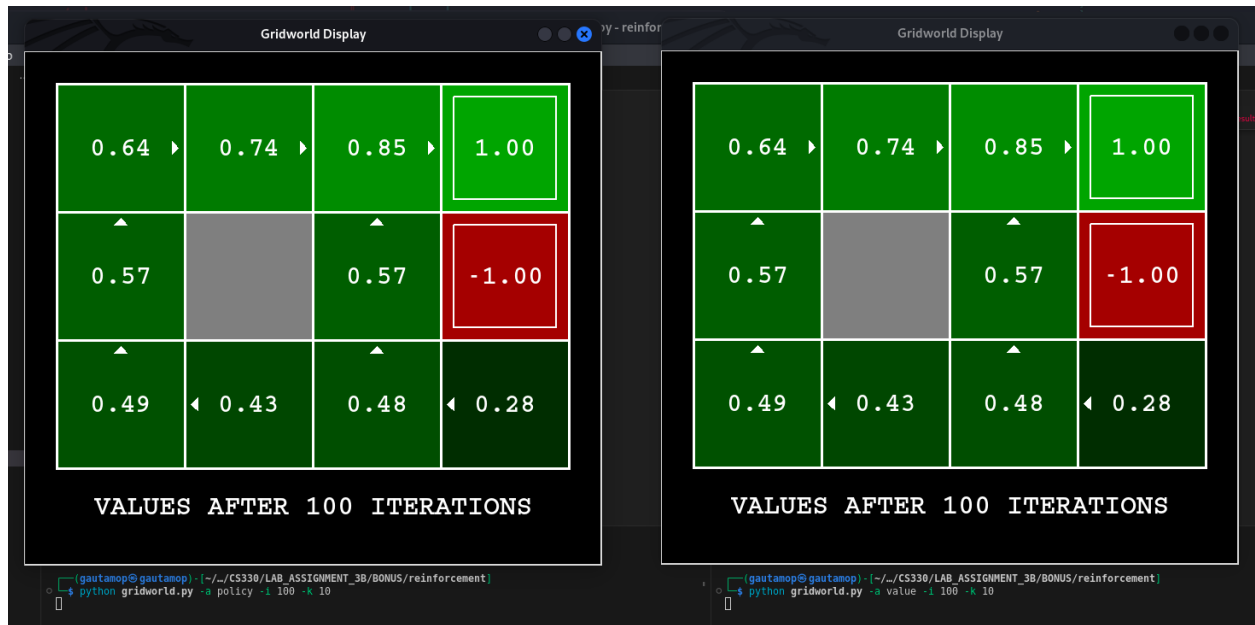 Gridworld Display
py - reinfor
Gridworld Display
0.64 0.74 0.85 1.00
0.57 0.57 -1.00
0.49 0.43 0.48 0.28
VALUES AFTER 100 ITERATIONS
0.64 0.74 0.85 1.00
0.57 0.57 -1.00
0.49 0.43 0.48 0.28
VALUES AFTER 100 ITERATIONS
(gautamop㉿gautamop)-[~/…/CS330/LAB_ASSIGNMENT_3B/BONUS/reinforcement]
$ python gridworld.py -a policy -i 100 -k 10
(gautamop㉿gautamop)-[~/…/CS330/LAB_ASSIGNMENT_3B/BONUS/reinforcement]
$ python gridworld.py -a value -i 100 -k 10